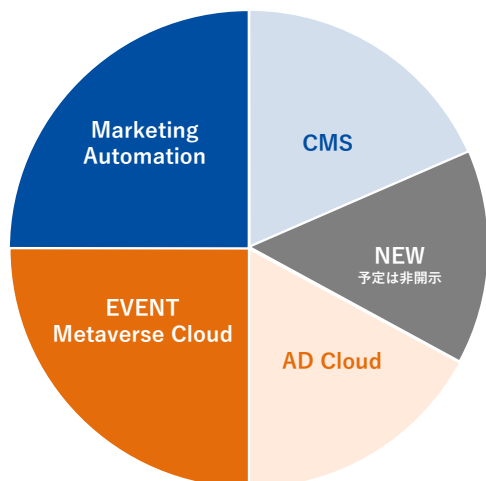 Marketing
Automation
CMS
NEW
予定は非開示
EVENT
Metaverse Cloud
AD Cloud